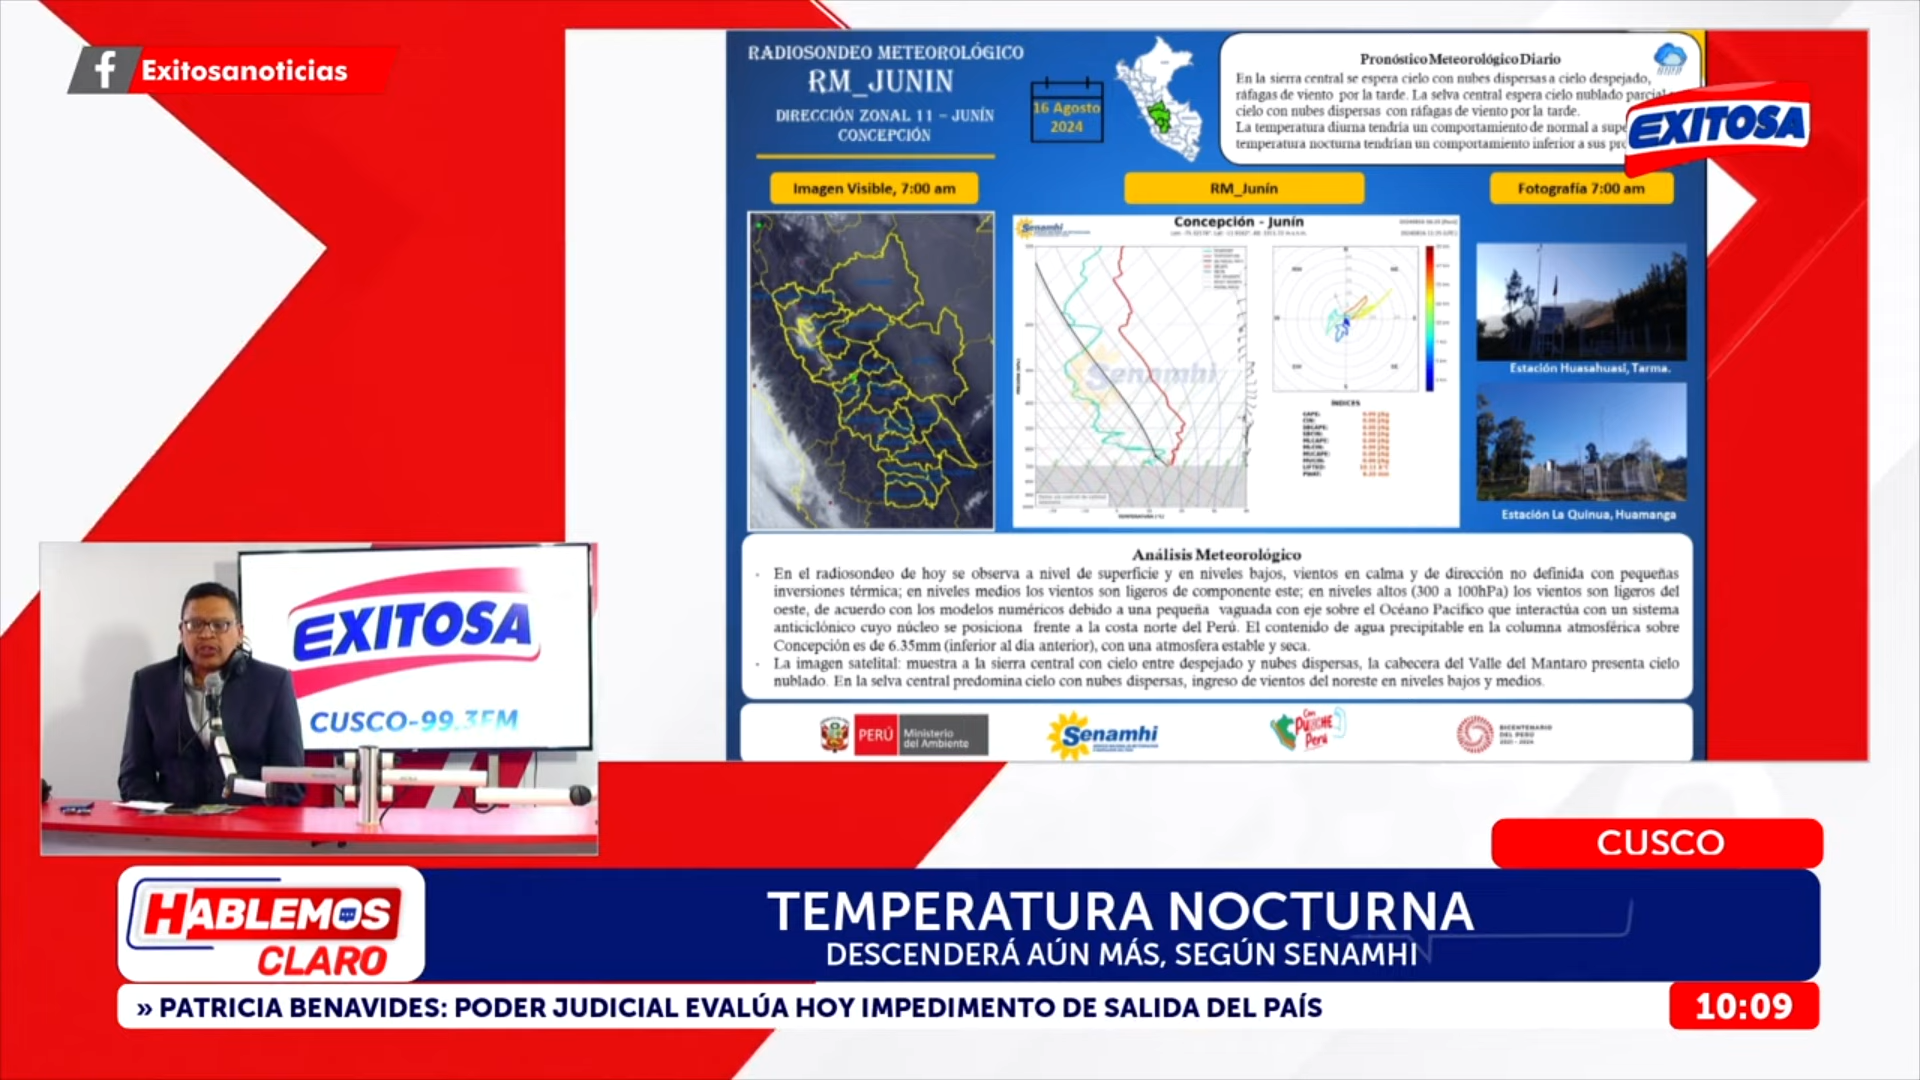 Exitosanoticias
RADIOSONDEO METEOROLÓGICO
RM_JUNIN
DIRECCIÓN ZONAL 11 – JUNÍN
CONCEPCIÓN
16 Agosto
2024
Pronóstico Meteorológico Diario
En la sierra central se espera cielo con nubes dispersas a cielo despejado,
ráfagas de viento por la tarde. La selva central espera cielo nublado parcial
cielo con nubes dispersas con ráfagas de viento por la tarde.
La temperatura diurna tendría un comportamiento de normal a
temperatura nocturna tendrían un comportamiento inferior a sus
EXITOSA
Imagen Visible, 7:00 am
RM_Junín
Fotografía 7:00 am
Senamhi
Concepción - Junín
Senamhi
INDICES
TEMPERATURA (°C)
Estación Huasahuasi, Tarma.
Estación La Quinua, Huamanga
Análisis Meteorológico
En el radiosondeo de hoy se observa a nivel de superficie y en niveles bajos, vientos en calma y de dirección no definida con pequeñas
inversiones térmica; en niveles medios los vientos son ligeros de componente este; en niveles altos (300 a 100hPa) los vientos son ligeros del
oeste, de acuerdo con los modelos numéricos debido a una pequeña vaguada con eje sobre el Océano Pacifico que interactúa con un sistema
anticiclónico cuyo núcleo se posiciona frente a la costa norte del Perú. El contenido de agua precipitable en la columna atmosférica sobre
Concepción es de 6.35mm (inferior al día anterior), con una atmosfera estable y seca.
La imagen satelital: muestra a la sierra central con cielo entre despejado y nubes dispersas, la cabecera del Valle del Mantaro presenta cielo
nublado. En la selva central predomina cielo con nubes dispersas, ingreso de vientos del noreste en niveles bajos y medios.
PERÚ
Ministerio
del Ambiente
Senamhi
Con
PUNCHE
Perú
BICENTENARIO
DEL PERÚ
2021 - 2024
EXITOSA
CUSCO-99.3FM
CUSCO
HABLEMOS
CLARO
TEMPERATURA NOCTURNA
DESCENDERÁ AÚN MÁS, SEGÚN SENAMHI
» PATRICIA BENAVIDES: PODER JUDICIAL EVALÚA HOY IMPEDIMENTO DE SALIDA DEL PAÍS
10:09